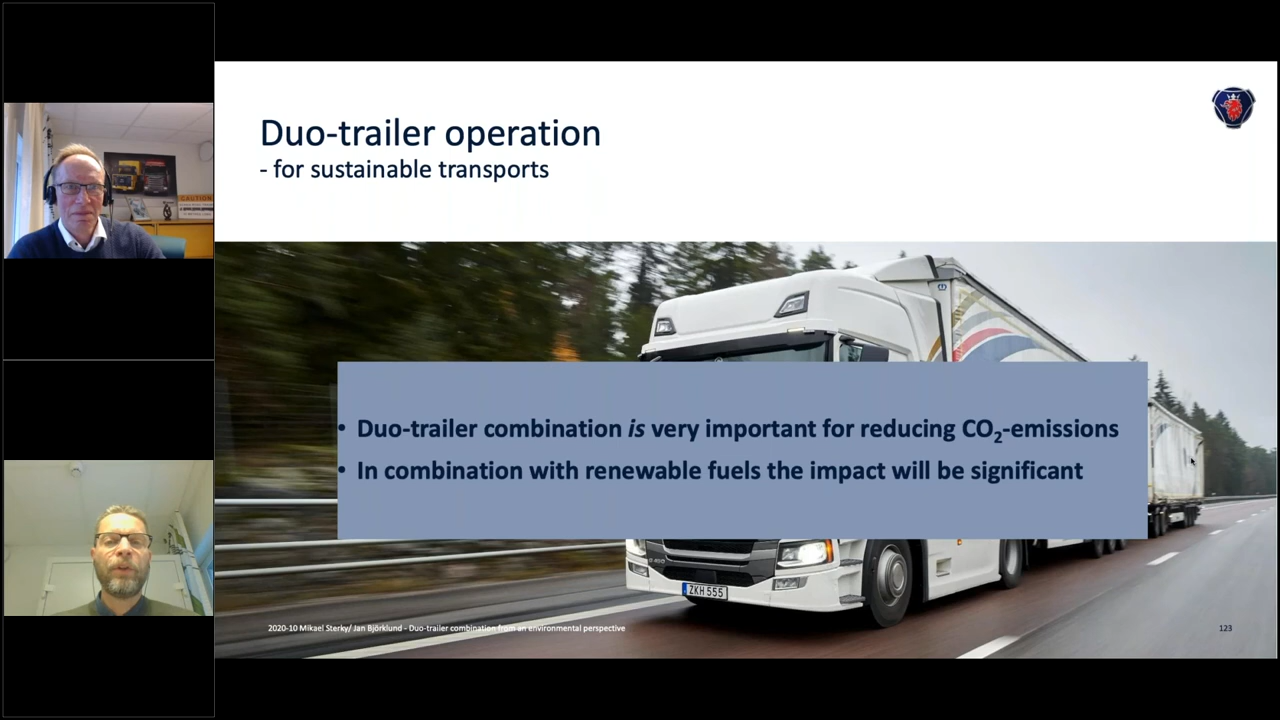 Duo-trailer operation
- for sustainable transports
• Duo-trailer combination is very important for reducing CO₂-emissions
• In combination with renewable fuels the impact will be significant
ZKH 555
2020-10 Mikael Sterky/ Jan Björklund - Duo-trailer combination from an environmental perspective
123
CAUTION